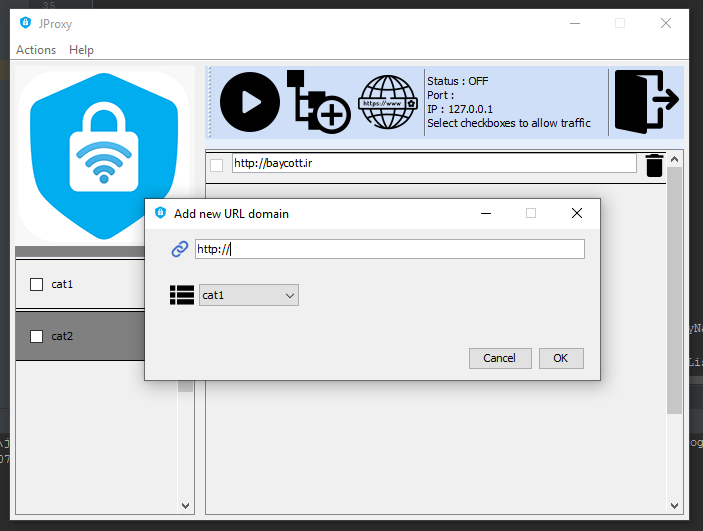 35
JProxy
Actions Help
https://www
Status : OFF
Port :
IP : 127.0.0.1
Select checkboxes to allow traffic
http://baycott.ir
Add new URL domain
http://
cat1
cat1
cat2
Cancel OK